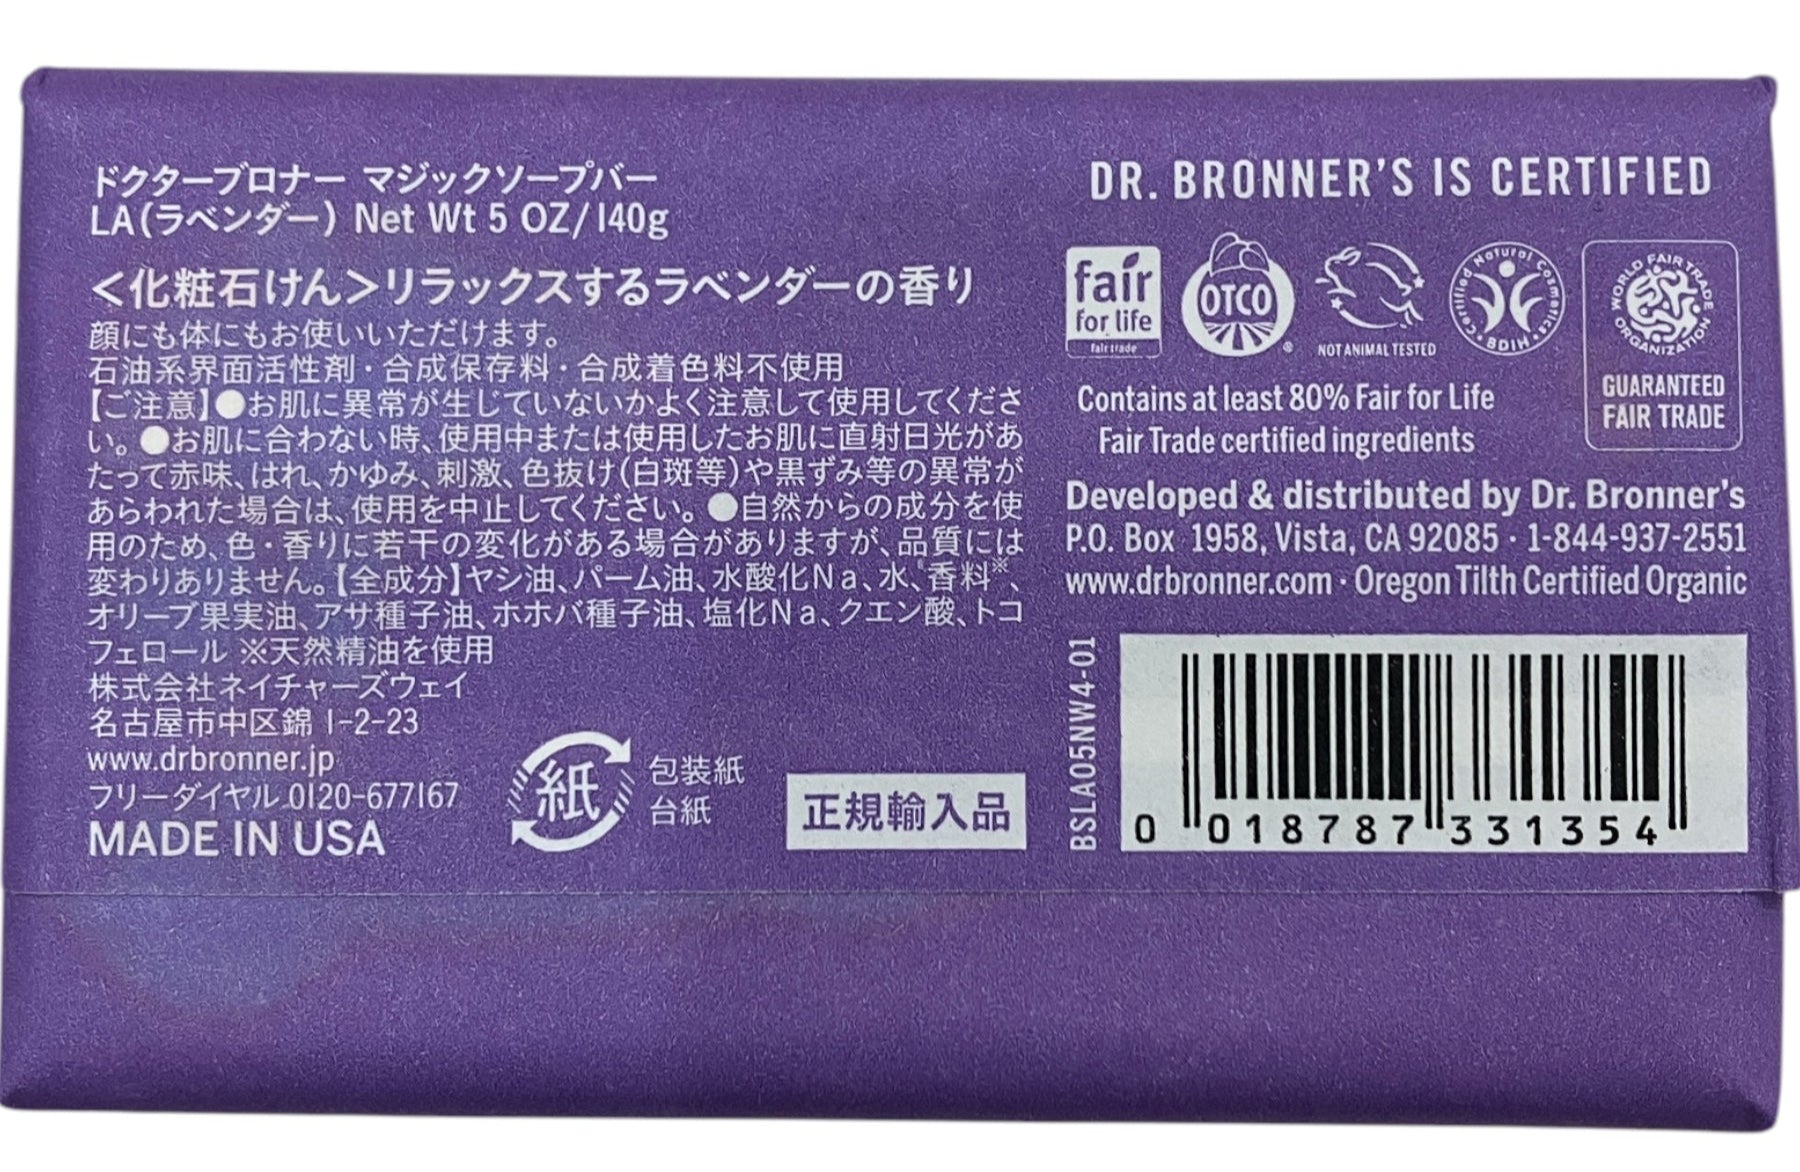 ドクターブロナー マジックソープバー
LA(ラベンダー) Net Wt 5 OZ/140g
<化粧石けん>リラックスするラベンダーの香り
顔にも体にもお使いいただけます。
石油系界面活性剤・合成保存料・合成着色料不使用
【ご注意】●お肌に異常が生じていないかよく注意して使用してくださ
い。●お肌に合わない時、使用中または使用したお肌に直射日光があ
たって赤味、はれ、かゆみ、刺激、色抜け(白斑等)や黒ずみ等の異常が
あらわれた場合は、使用を中止してください。●自然からの成分を使
用のため、色・香りに若干の変化がある場合がありますが、品質には
変わりありません。【全成分】ヤシ油、パーム油、水酸化Na、水、香料※、
オリーブ果実油、アサ種子油、ホホバ種子油、塩化Na、クエン酸、トコ
フェロール ※天然精油を使用
株式会社ネイチャーズウェイ
名古屋市中区錦 1-2-23
www.drbronner.jp
フリーダイヤル 0120-677167
MADE IN USA
紙
包装紙
台紙
正規輸入品
DR. BRONNER'S IS CERTIFIED
fair
for life
fair trade
OTCO
®
NOT ANIMAL TESTED
Certified Natural Cosmetics
BDIH
WORLD FAIR TRADE
ORGANIZATION
GUARANTEED
FAIR TRADE
Contains at least 80% Fair for Life
Fair Trade certified ingredients
Developed & distributed by Dr. Bronner's
P.O. Box 1958, Vista, CA 92085 · 1-844-937-2551
www.drbronner.com · Oregon Tilth Certified Organic
BSLA05NW4-01
0 018787 331354